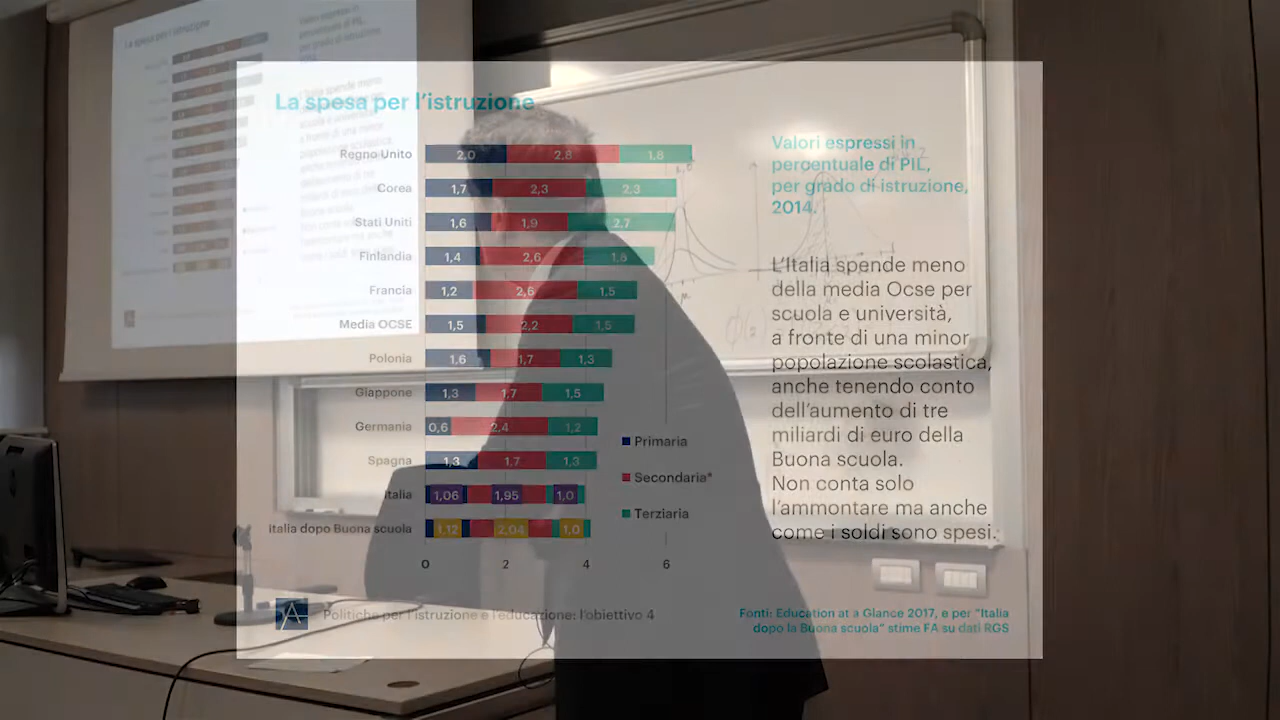 La spesa per l'istruzione
Regno Unito 2,0 2,8 1,8
Corea 1,7 2,3 2,3
Stati Uniti 1,6 1,9 2,7
Finlandia 1,4 2,6 1,8
Francia 1,2 2,6 1,5
Media OCSE 1,5 2,2 1,5
Polonia 1,6 1,7 1,3
Giappone 1,3 1,7 1,5
Germania 0,6 2,4 1,2
Spagna 1,3 1,7 1,3
Italia 1,06 1,95 1,0
Italia dopo Buona scuola 1,12 2,04 1,0
0 2 4 6
Primaria
Secondaria*
Terziaria
Valori espressi in
percentuale di PIL,
per grado di istruzione,
2014.
L'Italia spende meno
della media Ocse per
scuola e università,
a fronte di una minor
popolazione scolastica,
anche tenendo conto
dell'aumento di tre
miliardi di euro della
Buona scuola.
Non conta solo
l'ammontare ma anche
come i soldi sono spesi.
Politiche per l'istruzione e l'educazione: l'obiettivo 4
Fonti: Education at a Glance 2017, e per "Italia
dopo la Buona scuola" stime FA su dati RGS